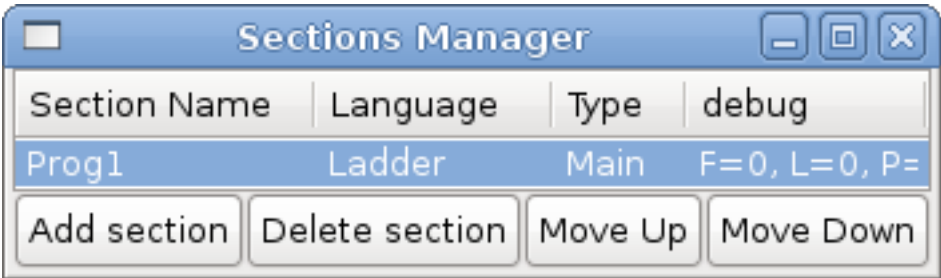 Sections Manager
Section Name Language Type debug
Prog1 Ladder Main F=0, L=0, P=
Add section Delete section Move Up Move Down